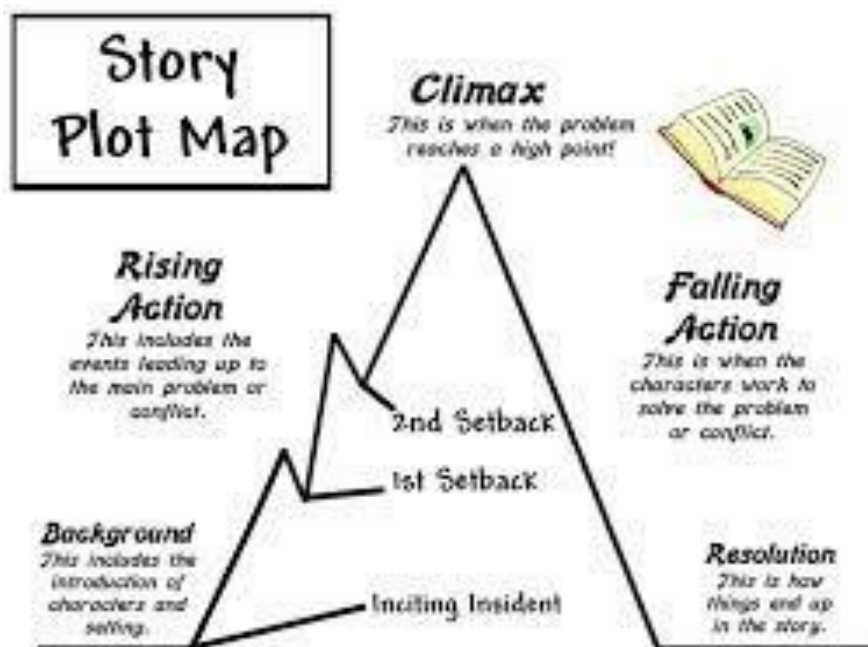 Story
Plot Map
Climax
This is when the problem
reaches a high point!
Rising
Action
This includes the
events leading up to
the main problem or
conflict.
Falling
Action
This is when the
characters work to
solve the problem
or conflict.
2nd Setback
1st Setback
Background
This includes the
introduction of
characters and
setting.
Inciting Insident
Resolution
This is how
things end up
in the story.